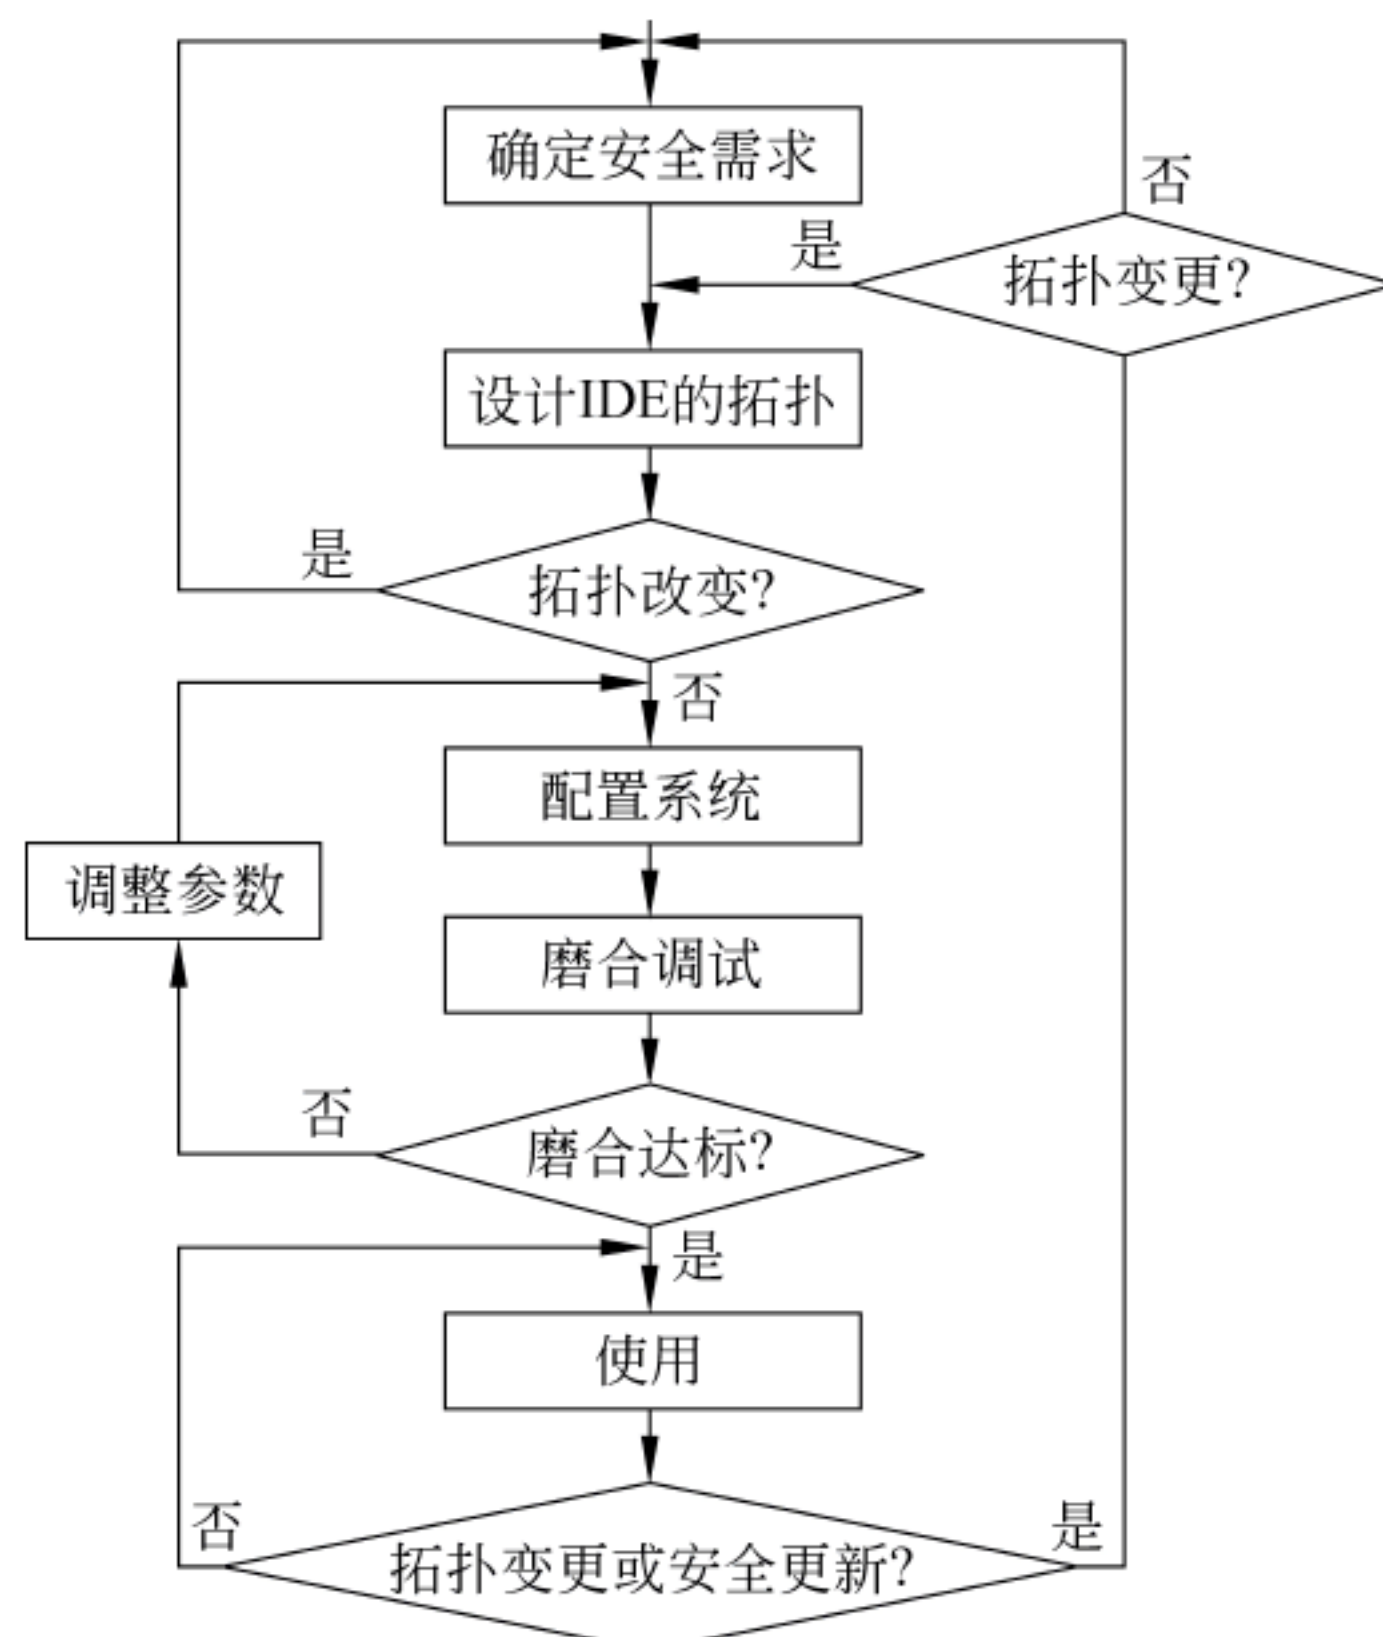 确定安全需求
否
是
拓扑变更?
设计IDE的拓扑
是
拓扑改变?
否
配置系统
调整参数
磨合调试
否
磨合达标?
是
使用
否
是
拓扑变更或安全更新?